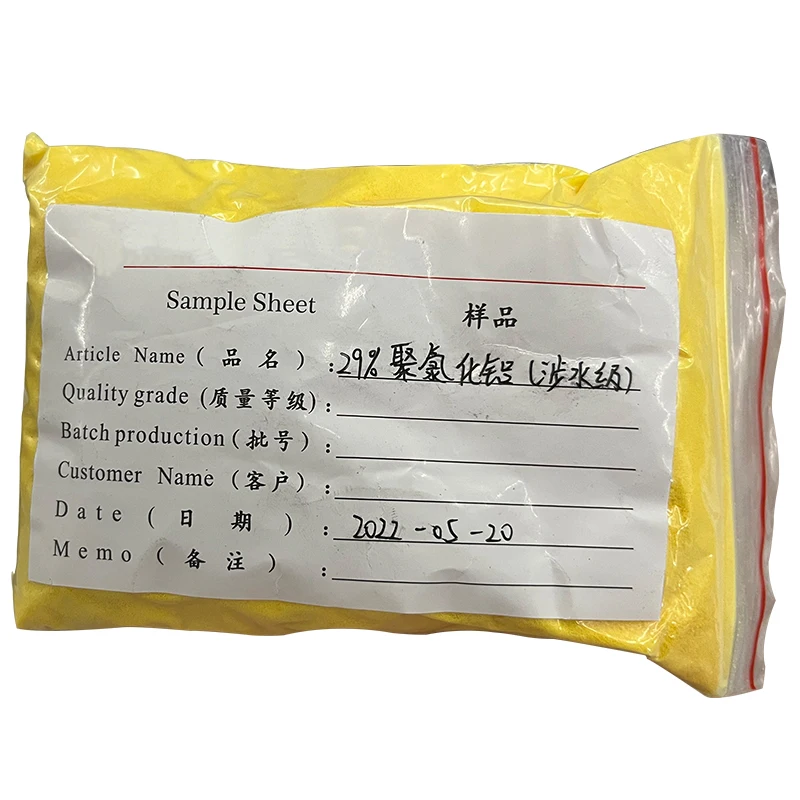 Sample Sheet 样品
Article Name ( 品名 ) : 29% 聚氯化铝 (涉水级)
Quality grade (质量等级) :
Batch production (批号) :
Customer Name (客户) :
Date ( 日期 ) : 2022-05-20
Memo ( 备注 ) :